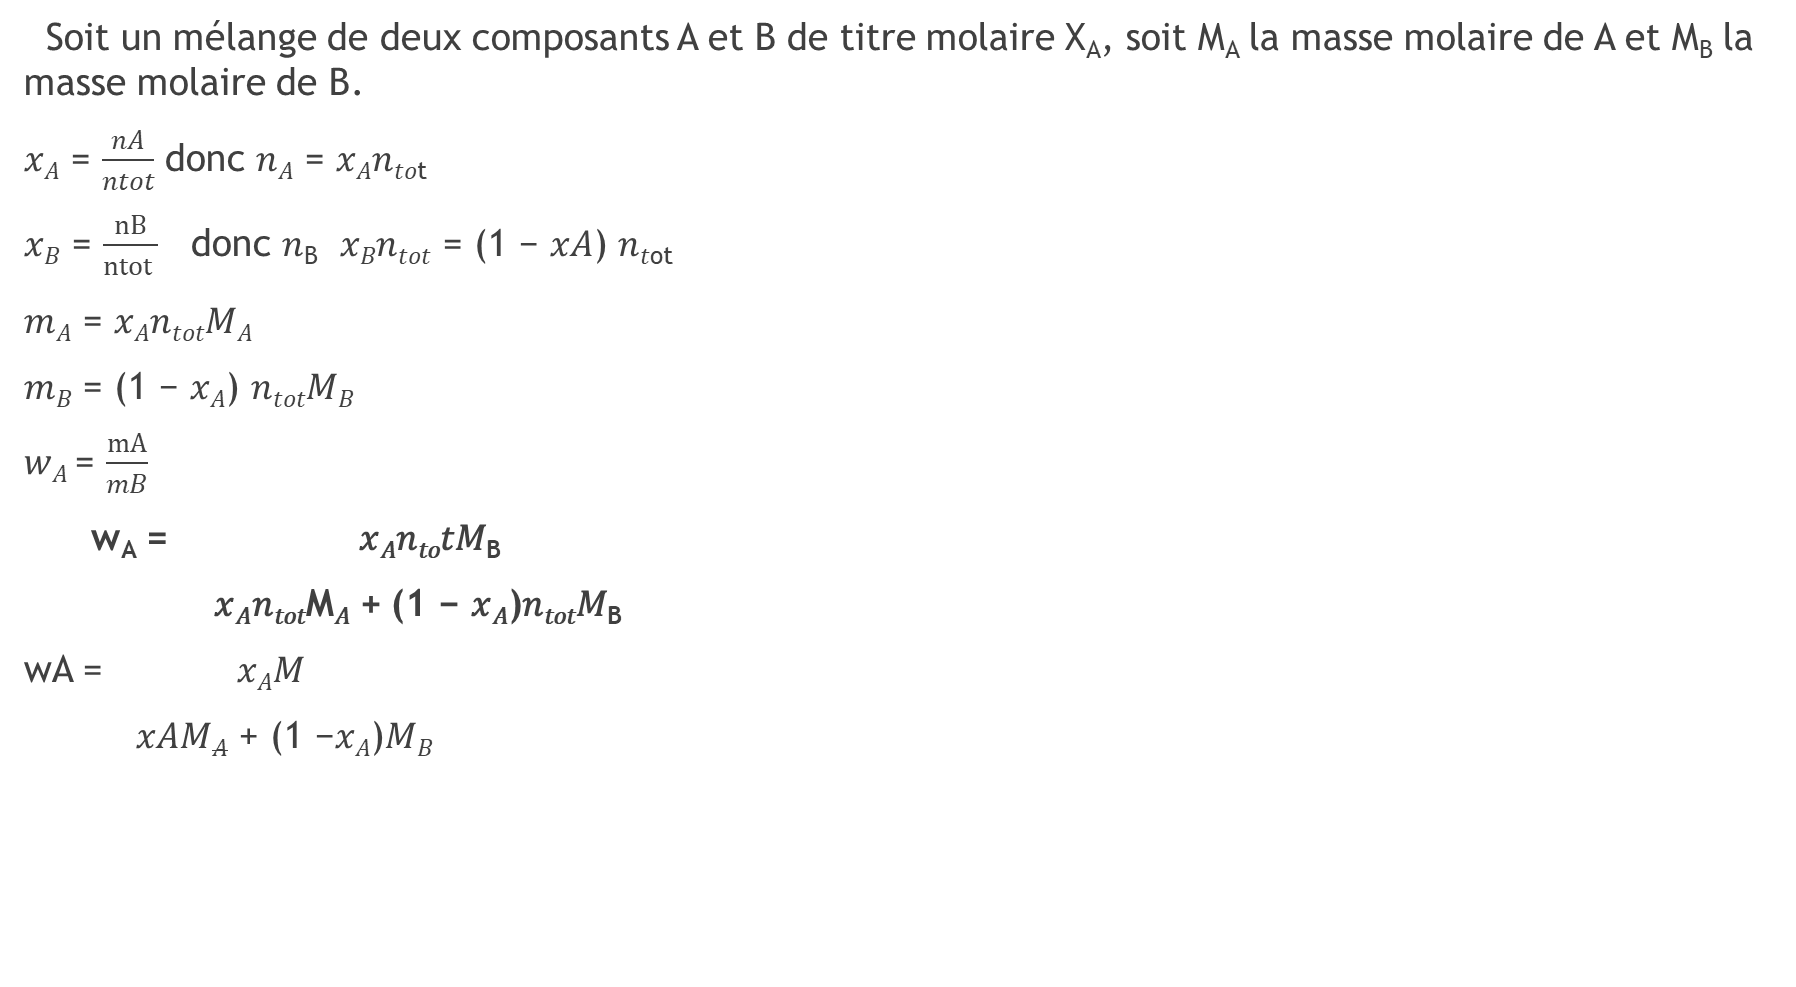 Soit un mélange de deux composants A et B de titre molaire X_A, soit M_A la masse molaire de A et M_B la
masse molaire de B.
x_A = nA/ntot donc n_A = x_A n_tot
x_B = nB/ntot donc n_B x_B n_tot = (1 − xA) n_tot
m_A = x_A n_tot M_A
m_B = (1 − x_A) n_tot M_B
w_A = mA/mB
w_A = x_A n_to tM_B
x_A n_tot M_A + (1 − x_A)n_tot M_B
wA = x_A M
xAM_A + (1 −x_A)M_B